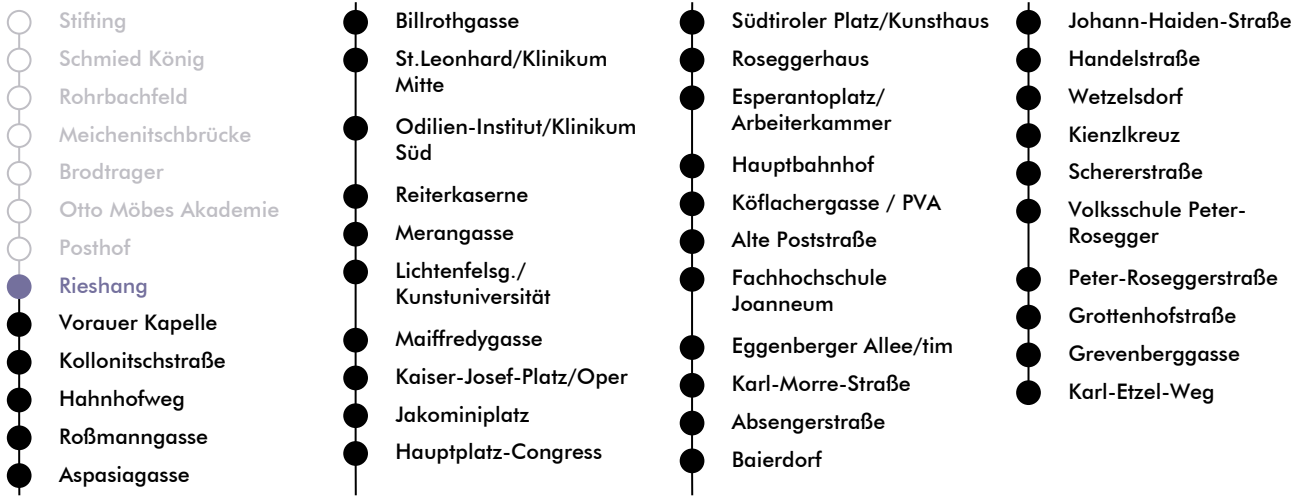 Stifting
Schmied König
Rohrbachfeld
Meichenitschbrücke
Brodtrager
Otto Möbes Akademie
Posthof
Rieshang
Vorauer Kapelle
Kollonitschstraße
Hahnhofweg
Roßmanngasse
Aspasiagasse
Billrothgasse
St.Leonhard/Klinikum
Mitte
Odilien-Institut/Klinikum
Süd
Reiterkaserne
Merangasse
Lichtenfelsg./
Kunstuniversität
Maiffredygasse
Kaiser-Josef-Platz/Oper
Jakominiplatz
Hauptplatz-Congress
Südtiroler Platz/Kunsthaus
Roseggerhaus
Esperantoplatz/
Arbeiterkammer
Hauptbahnhof
Köflachergasse / PVA
Alte Poststraße
Fachhochschule
Joanneum
Eggenberger Allee/tim
Karl-Morre-Straße
Absengerstraße
Baierdorf
Johann-Haiden-Straße
Handelstraße
Wetzelsdorf
Kienzlkreuz
Schererstraße
Volksschule Peter-
Rosegger
Peter-Roseggerstraße
Grottenhofstraße
Grevenberggasse
Karl-Etzel-Weg